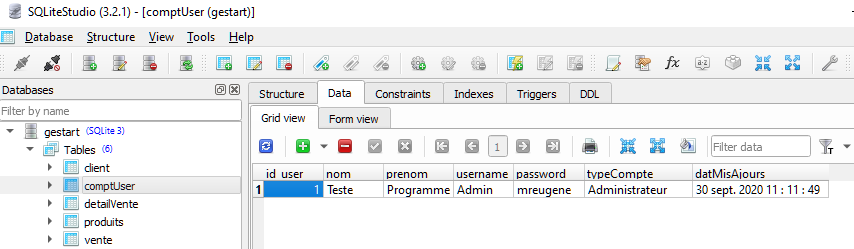 SQLiteStudio (3.2.1) - [comptUser (gestart)]
Database Structure View Tools Help
Databases
Filter by name
gestart (SQLite 3)
Tables (6)
client
comptUser
detailVente
produits
vente
Structure Data Constraints Indexes Triggers DDL
Grid view Form view
1 Filter data
id_user nom prenom username password typeCompte datMisAjours
1 1 Teste Programme Admin mreugene Administrateur 30 sept. 2020 11 : 11 : 49